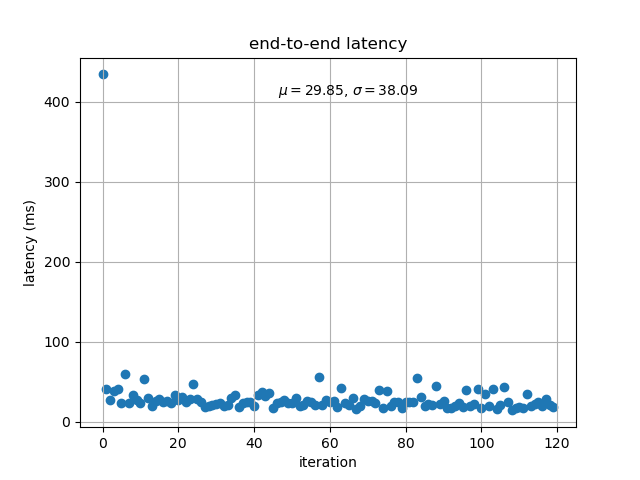 end-to-end latency
μ = 29.85, σ = 38.09
400
300
200
100
0
latency (ms)
0 20 40 60 80 100 120
iteration